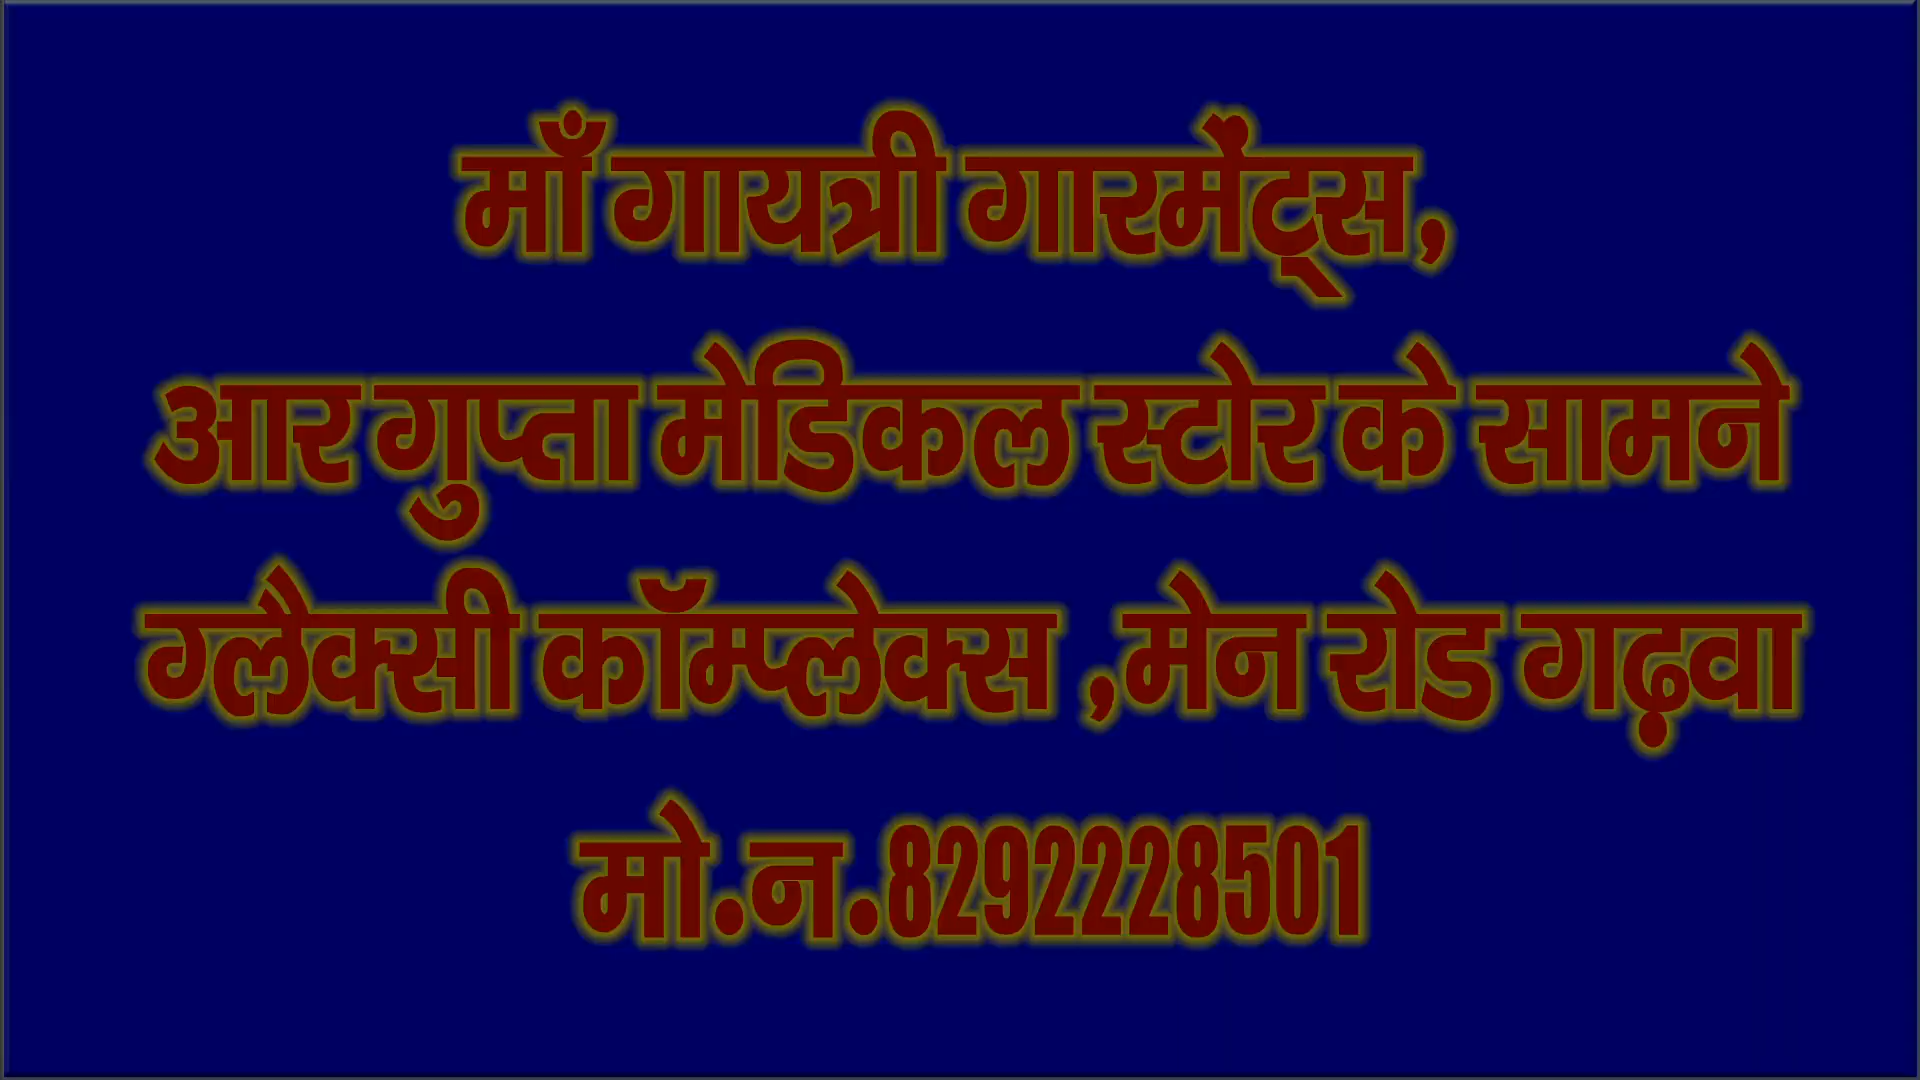 माँ गायत्री गारमेंट्स,
आर गुप्ता मेडिकल स्टोर के सामने
ग्लैक्सी कॉम्प्लेक्स ,मेन रोड गढ़वा
मो.न.8292228501